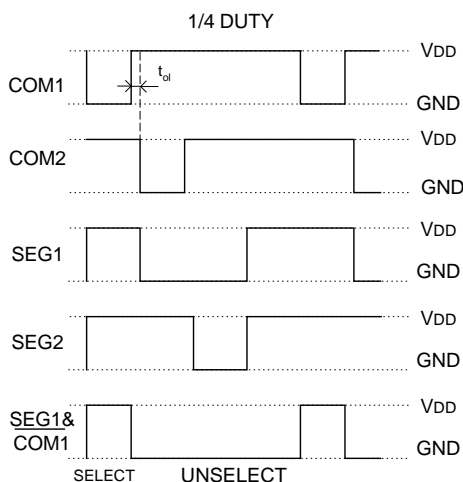 1/4 DUTY
VDD
COM1
tol
GND
VDD
COM2
GND
VDD
SEG1
GND
VDD
SEG2
GND
VDD
SEG1&
COM1
GND
SELECT UNSELECT